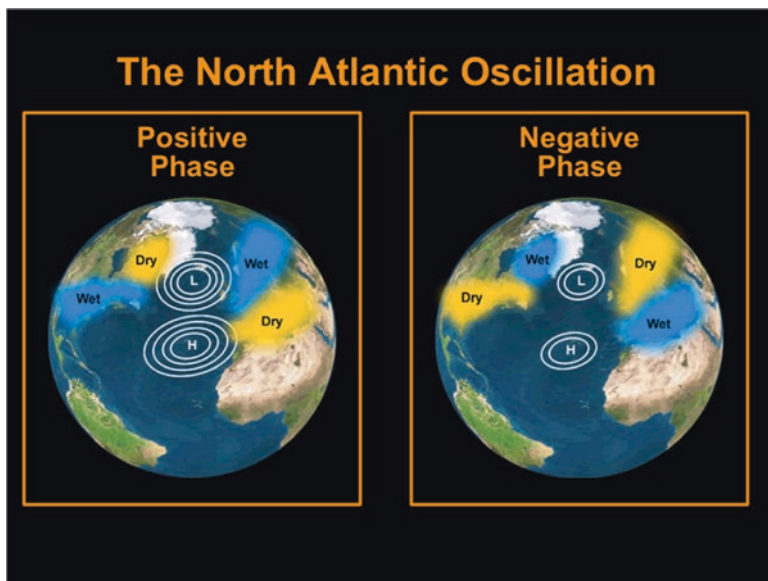 The North Atlantic Oscillation
Positive
Phase
Dry
Wet
L
Wet
H
Dry
Negative
Phase
Wet
Dry
L
Dry
H
Wet